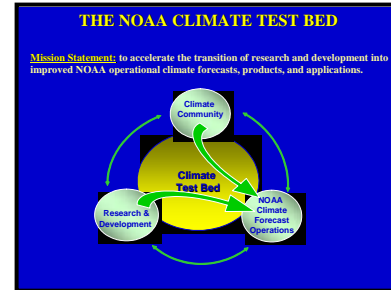 THE NOAA CLIMATE TEST BED
Mission Statement: to accelerate the transition of research and development into
improved NOAA operational climate forecasts, products, and applications.
Climate
Community
Climate
Test Bed
Research &
Development
NOAA
Climate
Forecast
Operations